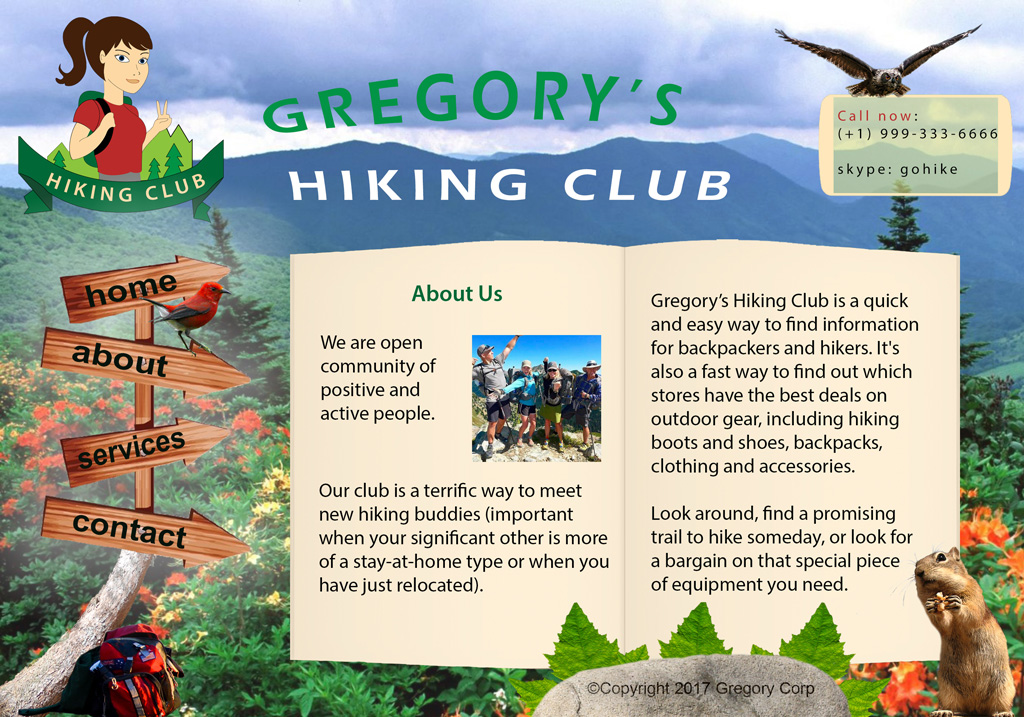 GREGORY'S
HIKING CLUB
HIKING CLUB
Call now:
(+1) 999-333-6666
skype: gohike
home
about
services
contact
About Us
We are open
community of
positive and
active people.
Our club is a terrific way to meet
new hiking buddies (important
when your significant other is more
of a stay-at-home type or when you
have just relocated).
Gregory's Hiking Club is a quick
and easy way to find information
for backpackers and hikers. It's
also a fast way to find out which
stores have the best deals on
outdoor gear, including hiking
boots and shoes, backpacks,
clothing and accessories.
Look around, find a promising
trail to hike someday, or look for
a bargain on that special piece
of equipment you need.
©Copyright 2017 Gregory Corp